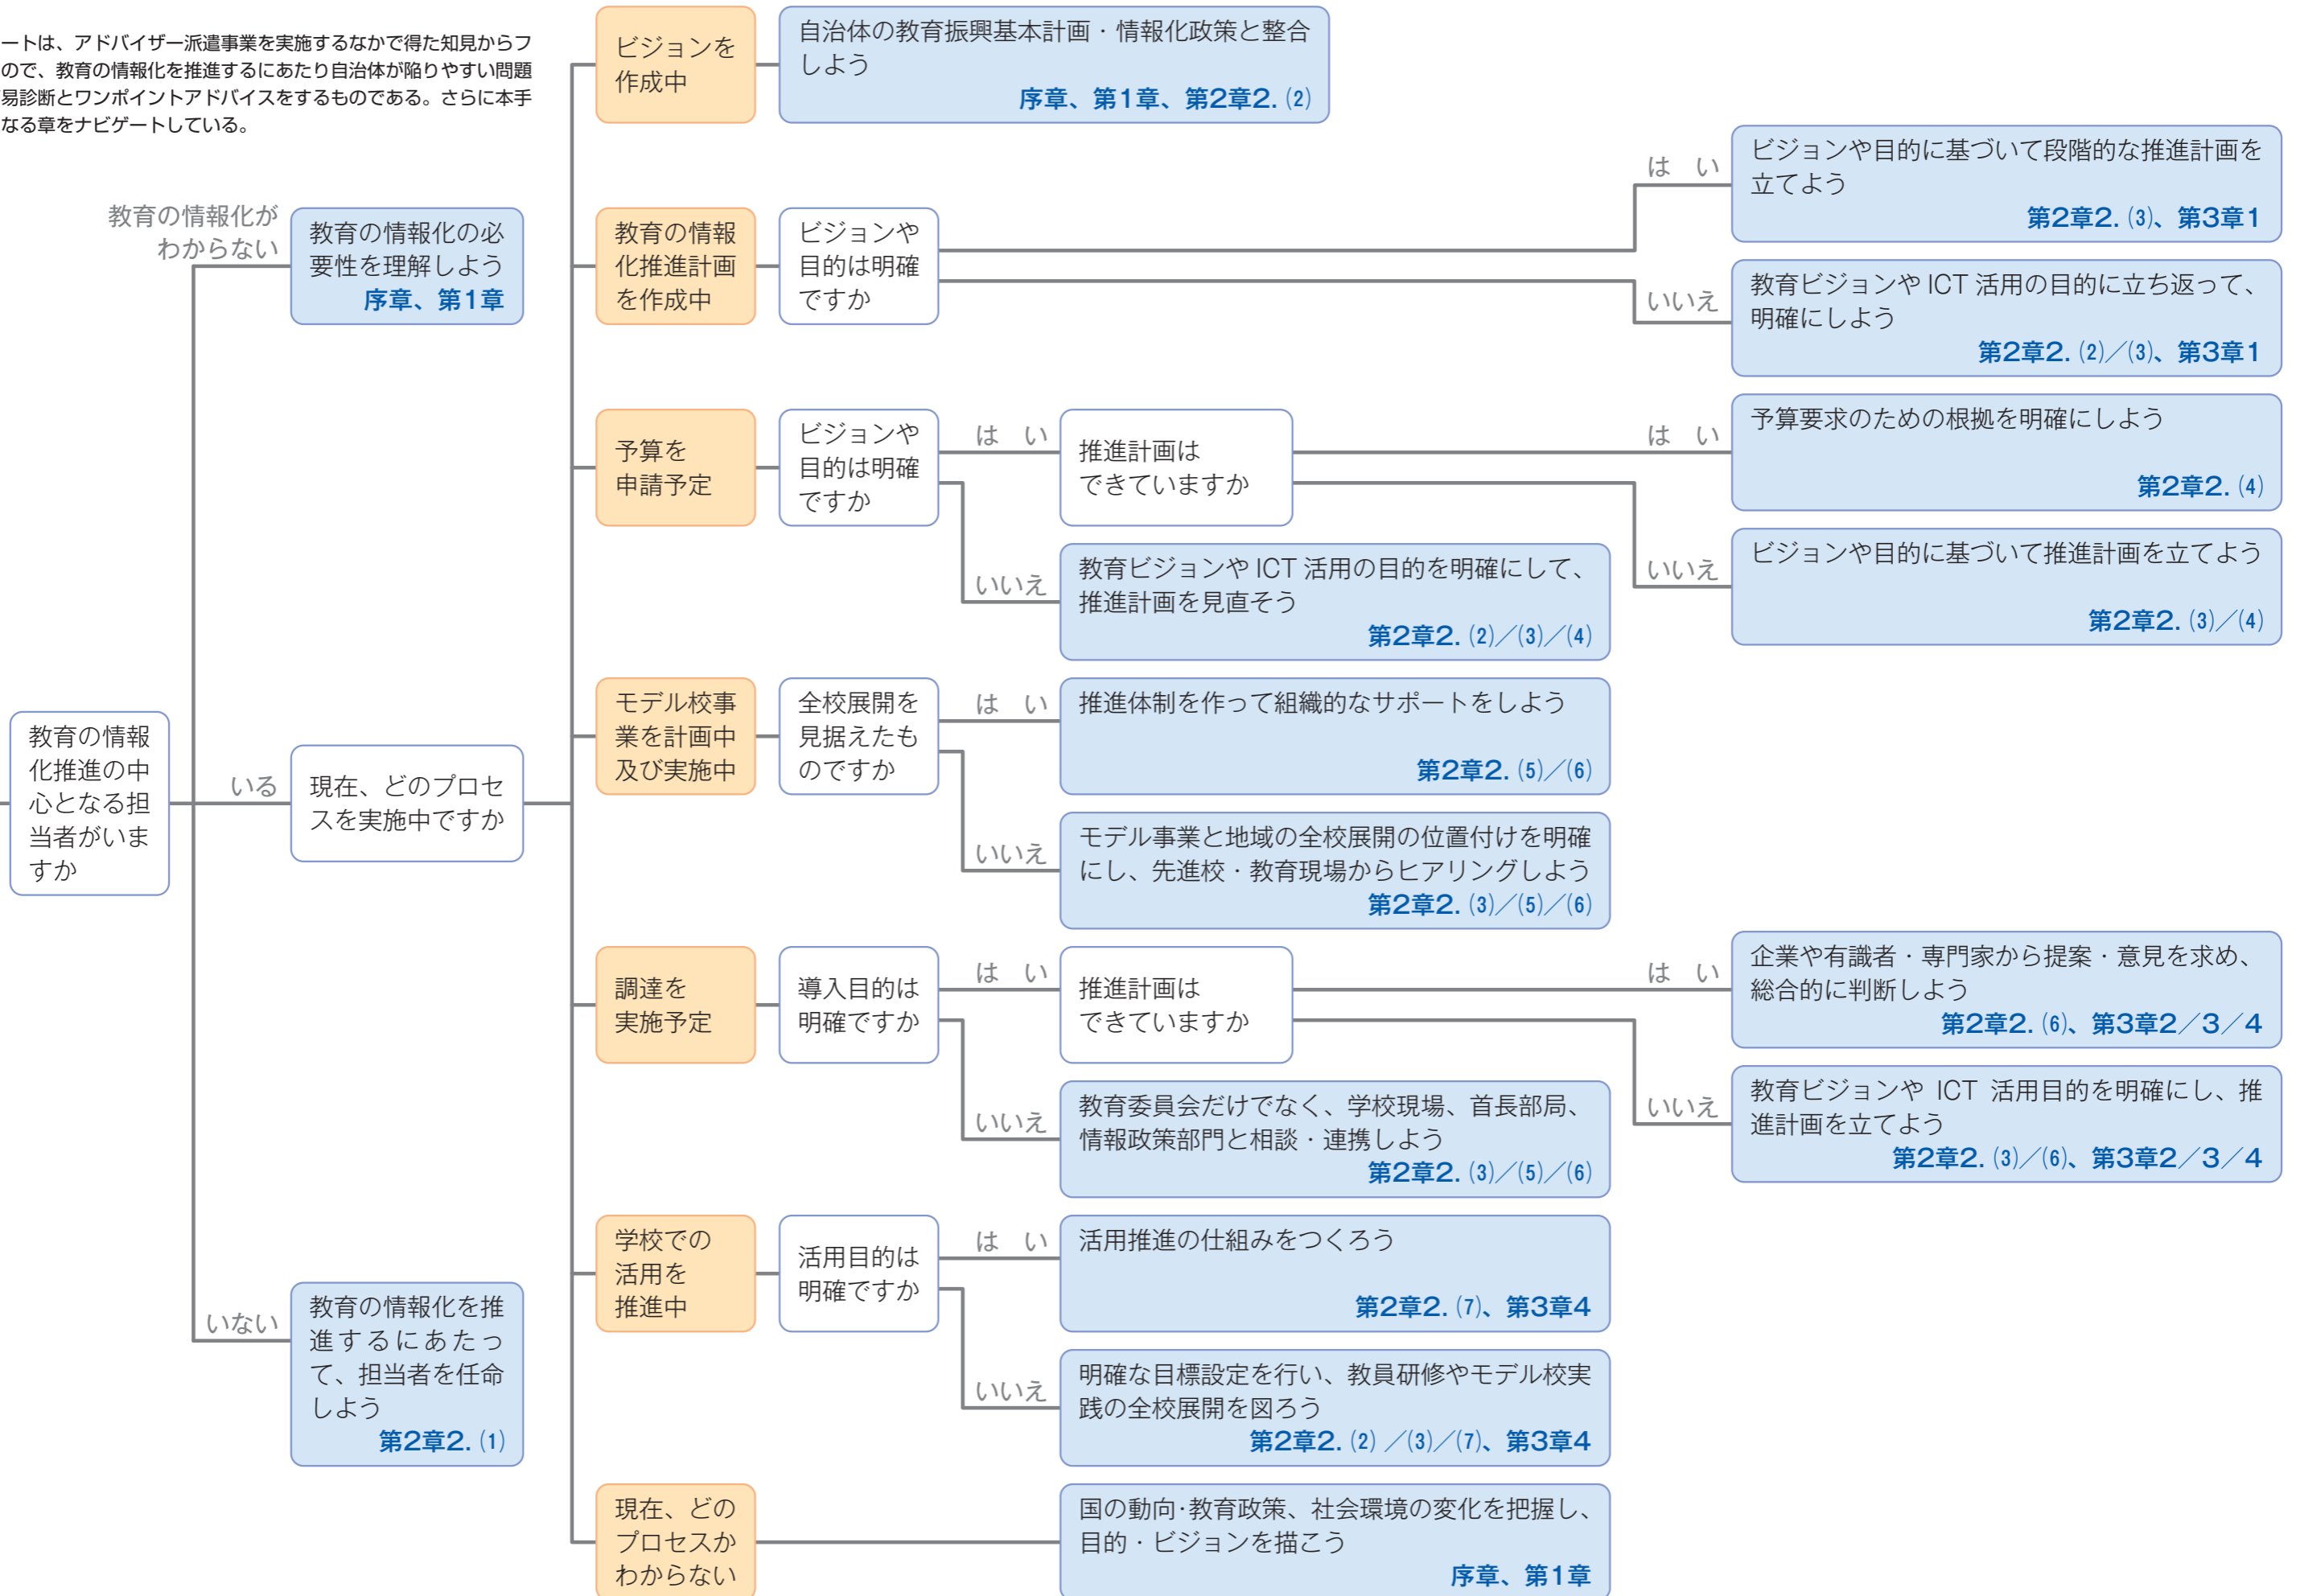 ートは、アドバイザー派遣事業を実施するなかで得た知見からフ
ので、教育の情報化を推進するにあたり自治体が陥りやすい問題
易診断とワンポイントアドバイスをするものである。さらに本手
なる章をナビゲートしている。
教育の情報
化推進の中
心となる担
当者がいま
すか
教育の情報化が
わからない
教育の情報化の必
要性を理解しよう
序章、第1章
いる
現在、どのプロセ
スを実施中ですか
いない
教育の情報化を推
進するにあたっ
て、担当者を任命
しよう
第2章2.(1)
ビジョンを
作成中
自治体の教育振興基本計画・情報化政策と整合
しよう
序章、第1章、第2章2.(2)
教育の情報
化推進計画
を作成中
ビジョンや
目的は明確
ですか
はい
ビジョンや目的に基づいて段階的な推進計画を
立てよう
第2章2.(3)、第3章1
いいえ
教育ビジョンや ICT 活用の目的に立ち返って、
明確にしよう
第2章2.(2)／(3)、第3章1
予算を
申請予定
ビジョンや
目的は明確
ですか
はい
推進計画は
できていますか
はい
予算要求のための根拠を明確にしよう
第2章2.(4)
いいえ
ビジョンや目的に基づいて推進計画を立てよう
第2章2.(3)／(4)
いいえ
教育ビジョンや ICT 活用の目的を明確にして、
推進計画を見直そう
第2章2.(2)／(3)／(4)
モデル校事
業を計画中
及び実施中
全校展開を
見据えたも
のですか
はい
推進体制を作って組織的なサポートをしよう
第2章2.(5)／(6)
いいえ
モデル事業と地域の全校展開の位置付けを明確
にし、先進校・教育現場からヒアリングしよう
第2章2.(3)／(5)／(6)
調達を
実施予定
導入目的は
明確ですか
はい
推進計画は
できていますか
はい
企業や有識者・専門家から提案・意見を求め、
総合的に判断しよう
第2章2.(6)、第3章2／3／4
いいえ
教育ビジョンや ICT 活用目的を明確にし、推
進計画を立てよう
第2章2.(3)／(6)、第3章2／3／4
いいえ
教育委員会だけでなく、学校現場、首長部局、
情報政策部門と相談・連携しよう
第2章2.(3)／(5)／(6)
学校での
活用を
推進中
活用目的は
明確ですか
はい
活用推進の仕組みをつくろう
第2章2.(7)、第3章4
いいえ
明確な目標設定を行い、教員研修やモデル校実
践の全校展開を図ろう
第2章2.(2)／(3)／(7)、第3章4
現在、どの
プロセスか
わからない
国の動向・教育政策、社会環境の変化を把握し、
目的・ビジョンを描こう
序章、第1章